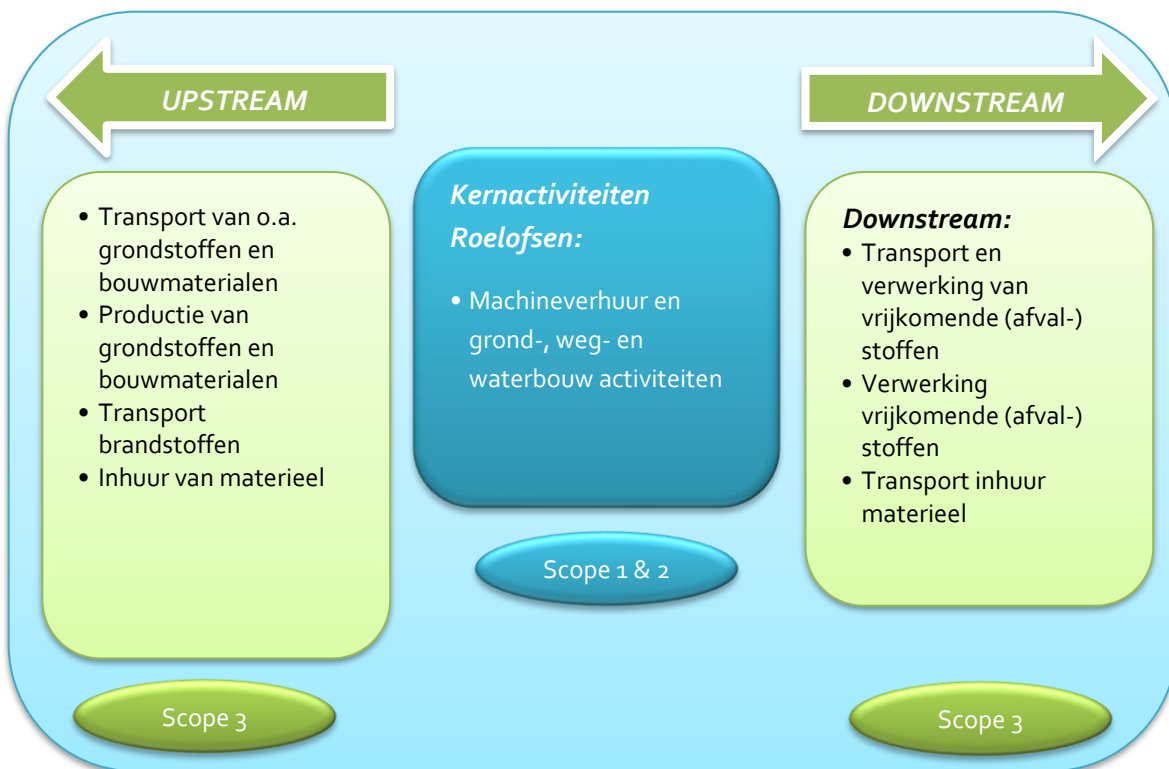 UPSTREAM
• Transport van o.a.
grondstoffen en
bouwmaterialen
• Productie van
grondstoffen en
bouwmaterialen
• Transport
brandstoffen
• Inhuur van materieel
Scope 3
Kernactiviteiten
Roelofsen:
• Machineverhuur en
grond-, weg- en
waterbouw activiteiten
Scope 1 & 2
DOWNSTREAM
Downstream:
• Transport en
verwerking van
vrijkomende (afval-)
stoffen
• Verwerking
vrijkomende (afval-)
stoffen
• Transport inhuur
materieel
Scope 3